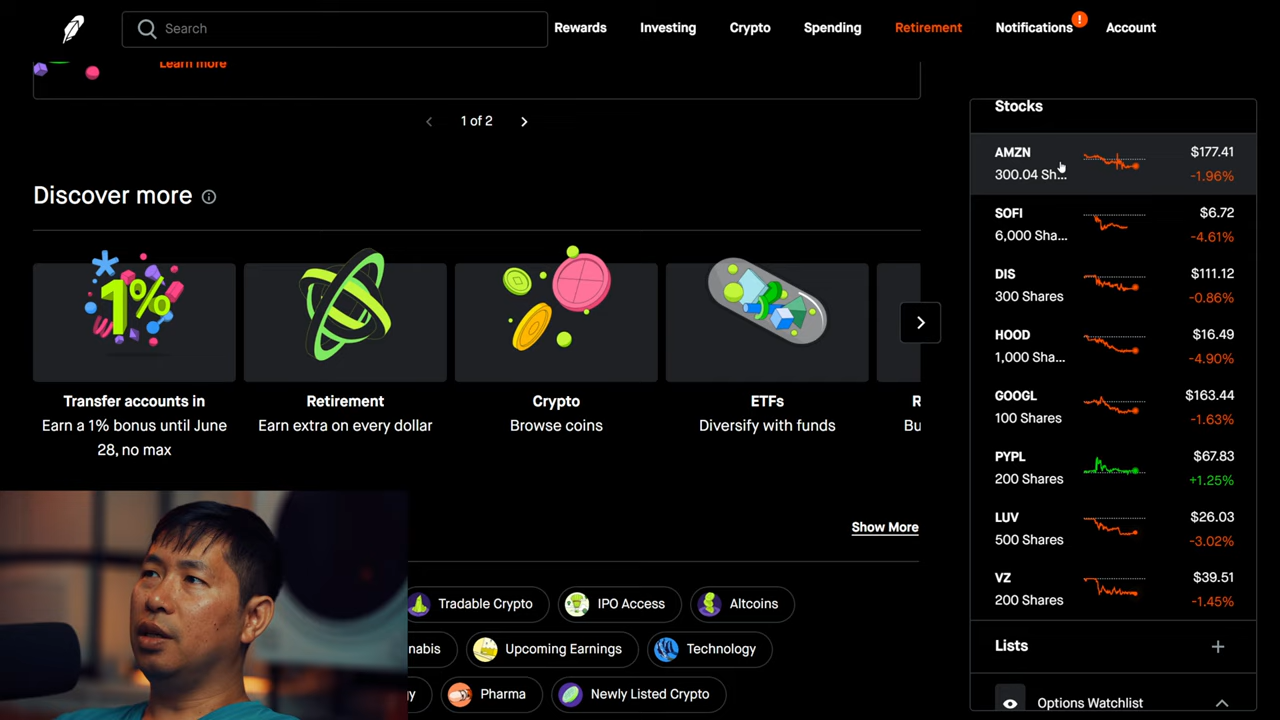 Search
Rewards
Investing
Crypto
Spending
Retirement
Notifications
!
Account
Learn more
1 of 2
Discover more
1%
Transfer accounts in
Earn a 1% bonus until June
28, no max
Retirement
Earn extra on every dollar
Crypto
Browse coins
ETFs
Diversify with funds
R
Bu
Show More
Tradable Crypto
IPO Access
Altcoins
nabis
Upcoming Earnings
Technology
gy
Pharma
Newly Listed Crypto
Stocks
AMZN
300.04 Sh...
$177.41
-1.96%
SOFI
6,000 Sha...
$6.72
-4.61%
DIS
300 Shares
$111.12
-0.86%
HOOD
1,000 Sha...
$16.49
-4.90%
GOOGL
100 Shares
$163.44
-1.63%
PYPL
200 Shares
$67.83
+1.25%
LUV
500 Shares
$26.03
-3.02%
VZ
200 Shares
$39.51
-1.45%
Lists
Options Watchlist